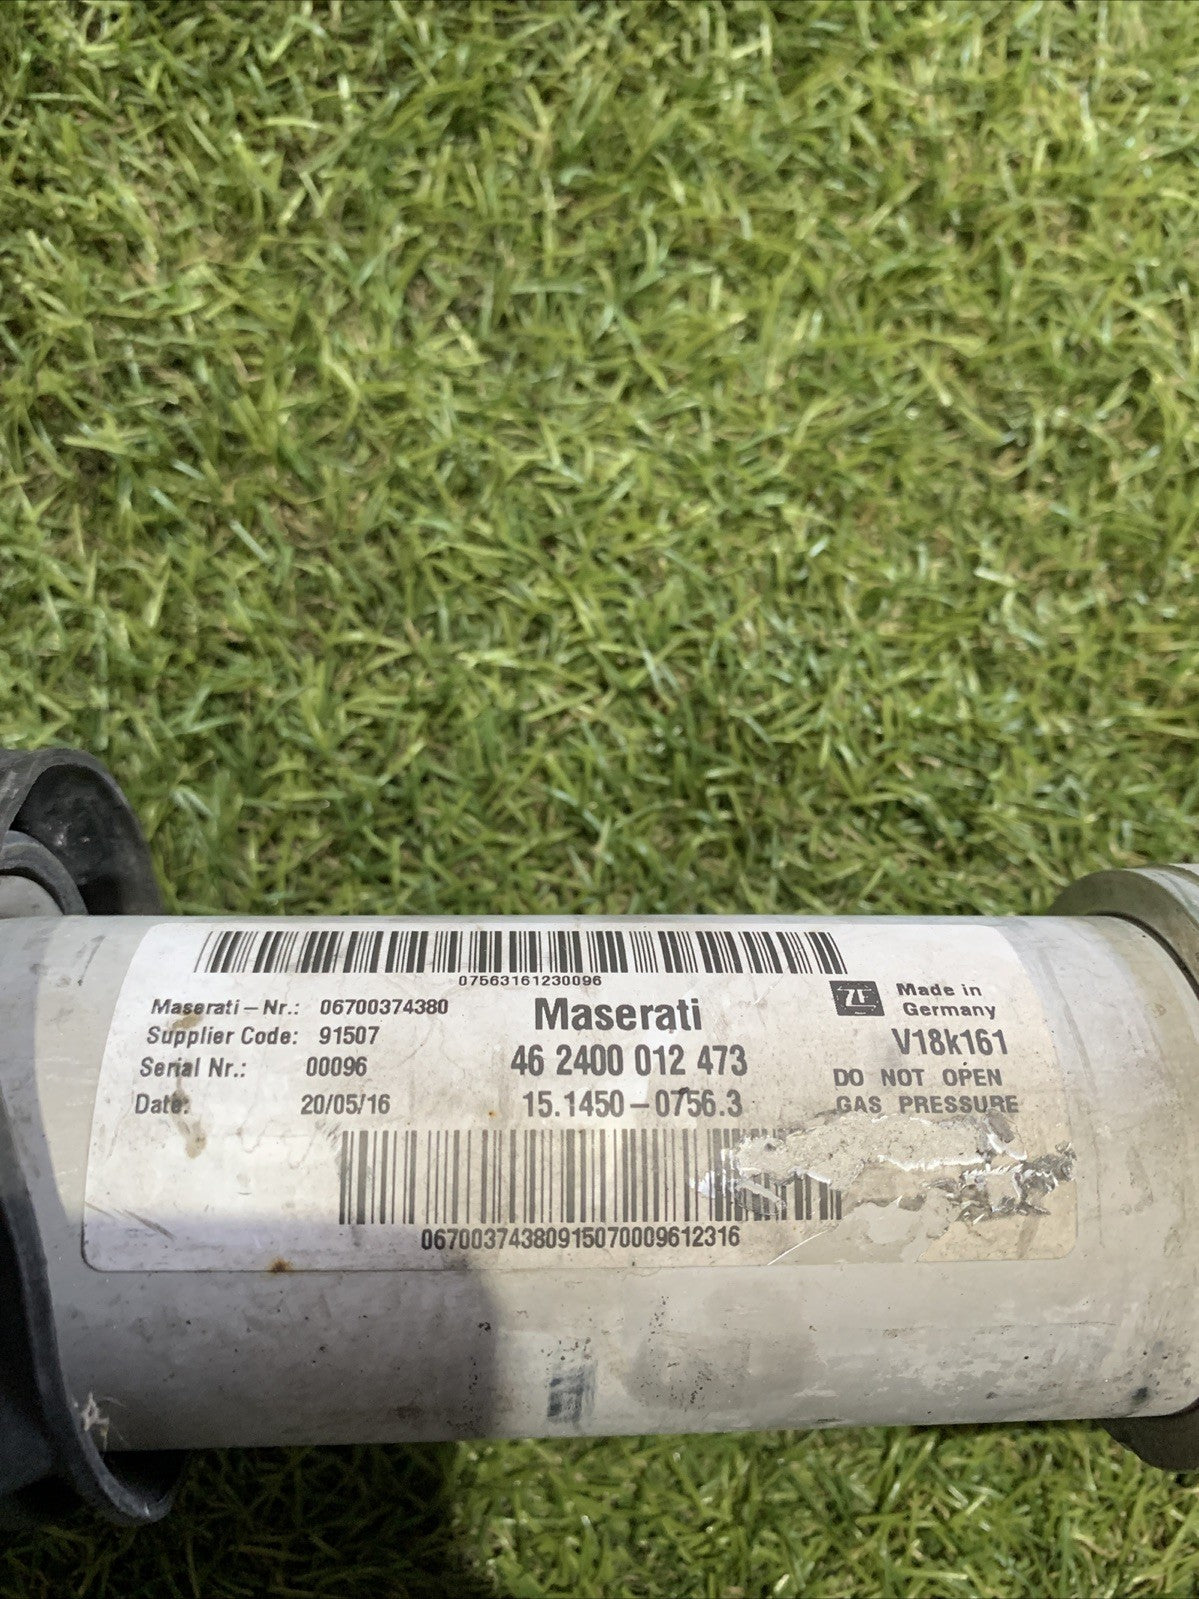 07563161230096
Maserati-Nr.: 06700374380
Supplier Code: 91507
Serial Nr.: 00096
Date: 20/05/16
Maserati
46 2400 012 473
15.1450-0756.3
ZF Made in
Germany
V18k161
DO NOT OPEN
GAS PRESSURE
067003743809150700009612316